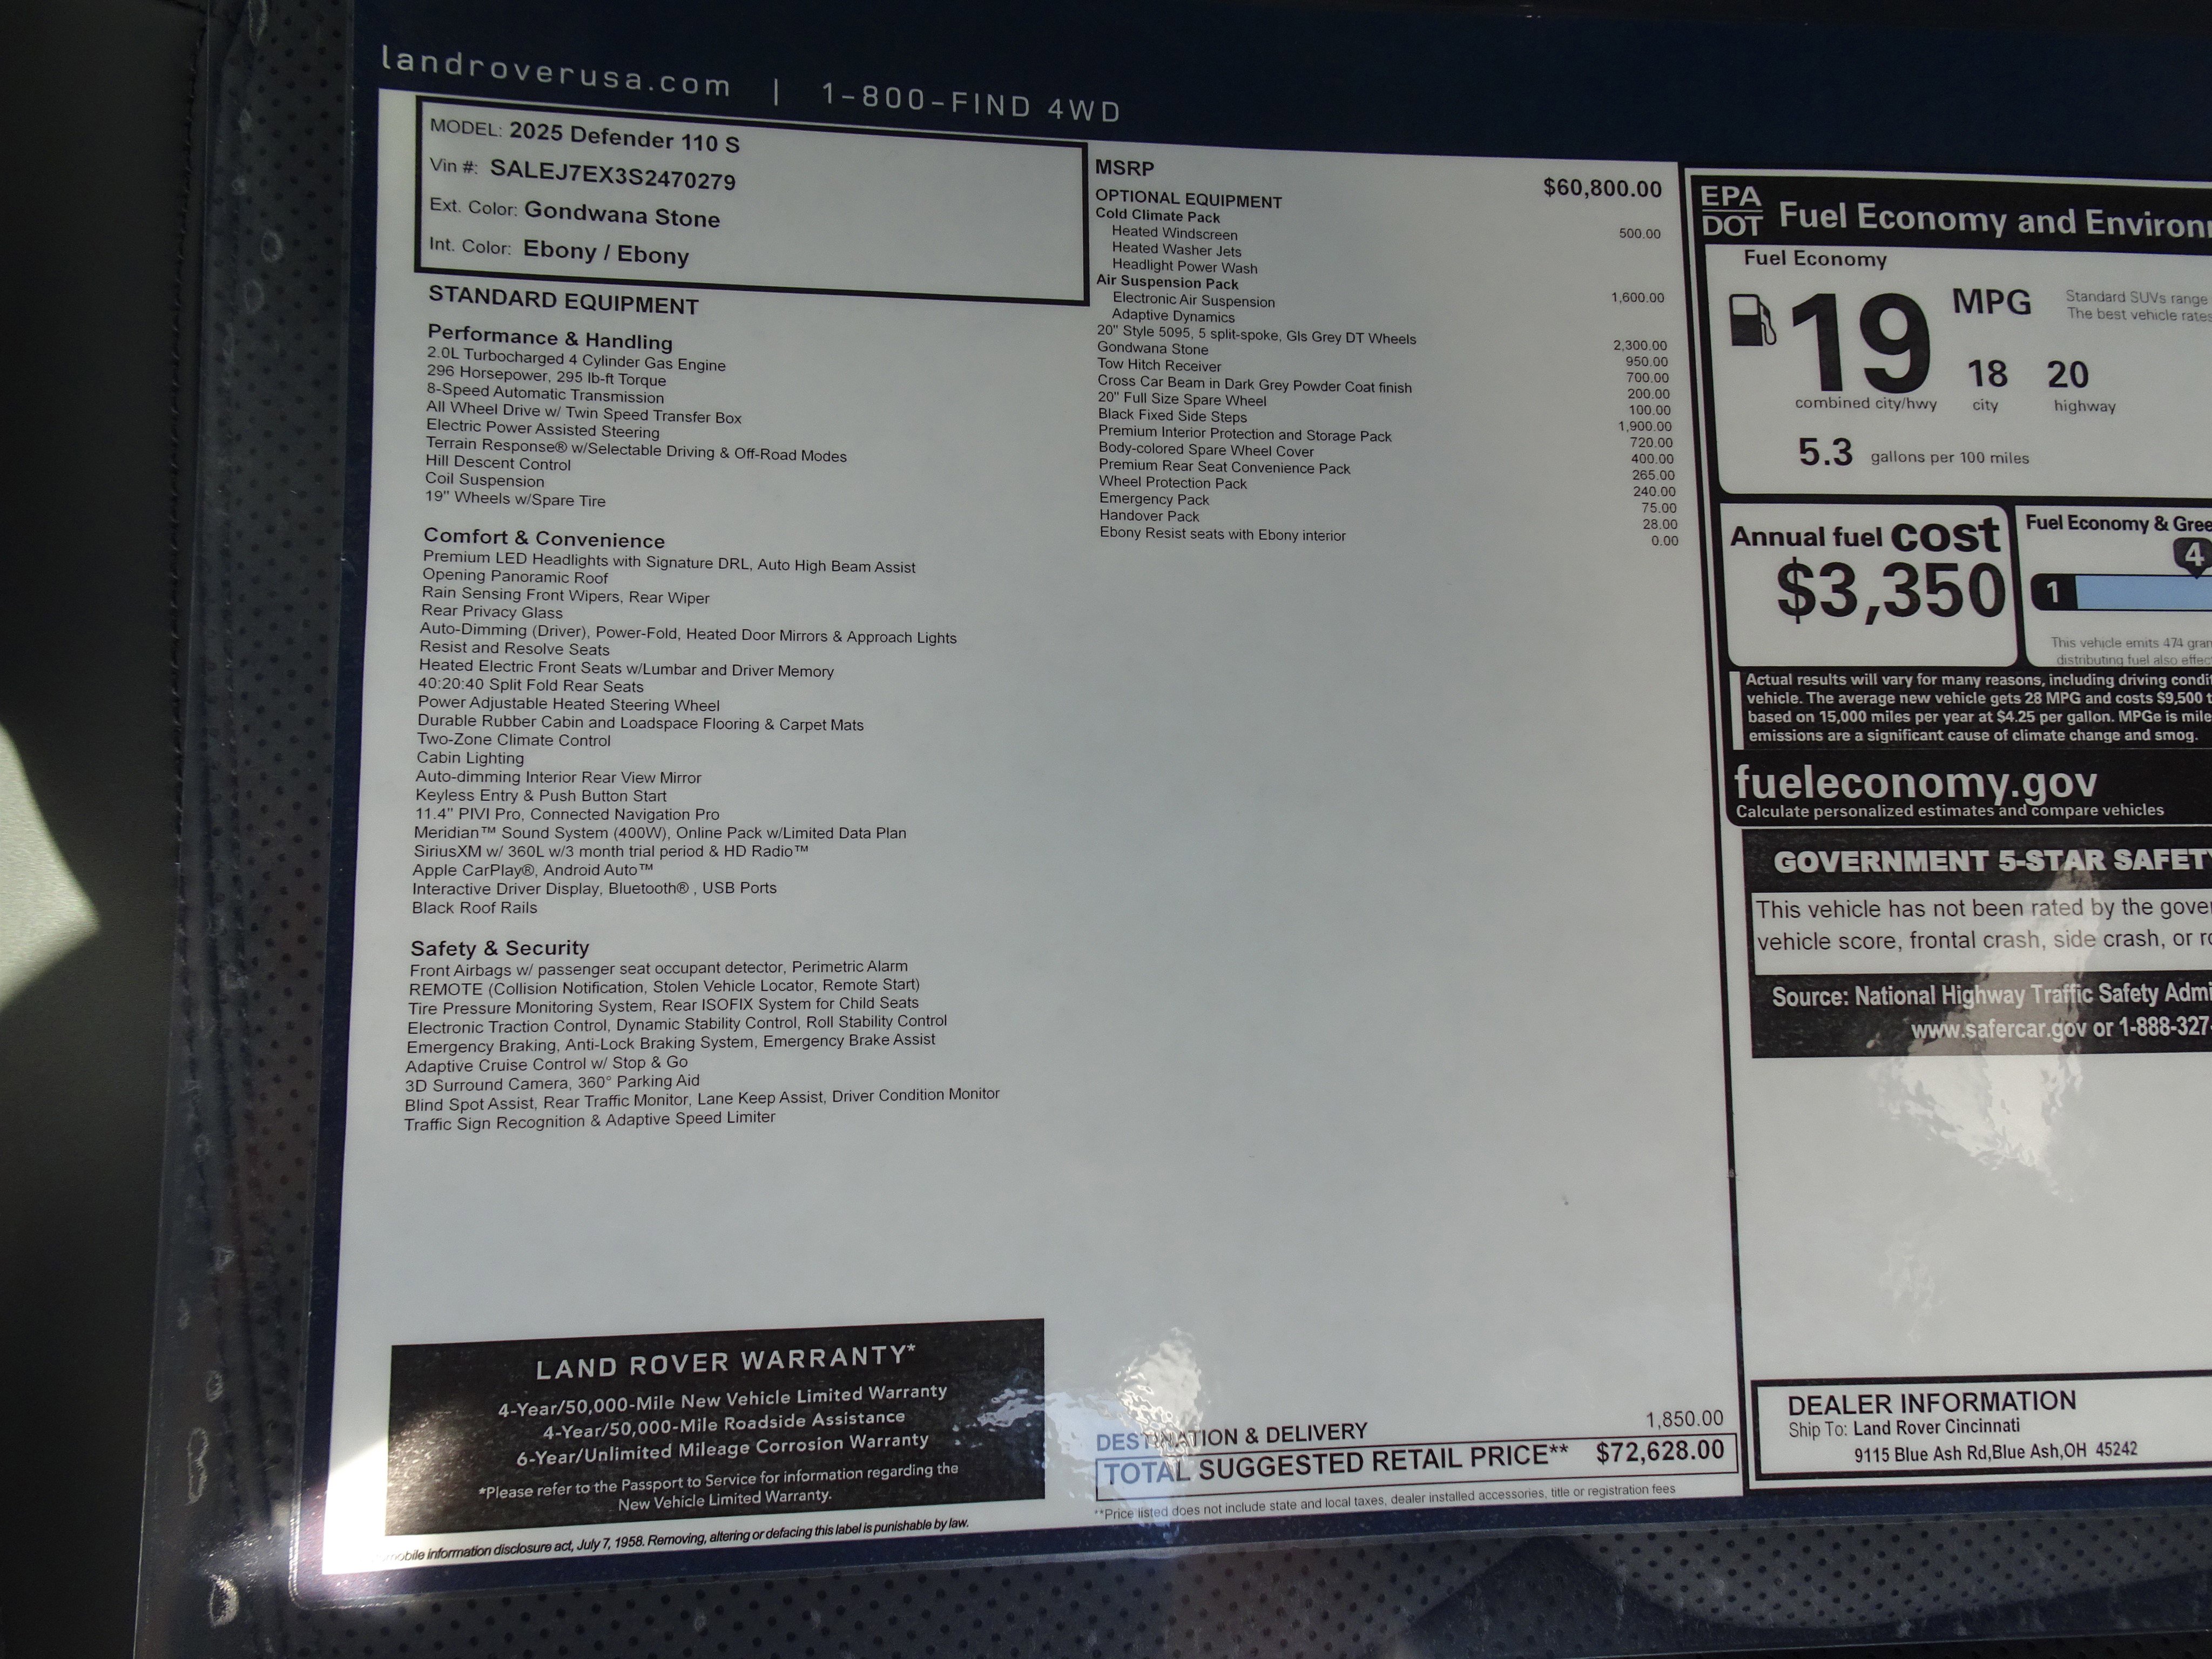 landroverusa.com | 1-800-FIND 4WD
MODEL: 2025 Defender 110 S
Vin #: SALEJ7EX3S2470279
Ext. Color: Gondwana Stone
Int. Color: Ebony / Ebony
STANDARD EQUIPMENT
Performance & Handling
2.0L Turbocharged 4 Cylinder Gas Engine
296 Horsepower, 295 lb-ft Torque
8-Speed Automatic Transmission
All Wheel Drive w/ Twin Speed Transfer Box
Electric Power Assisted Steering
Terrain Response® w/Selectable Driving & Off-Road Modes
Hill Descent Control
Coil Suspension
19" Wheels w/Spare Tire
Comfort & Convenience
Premium LED Headlights with Signature DRL, Auto High Beam Assist
Opening Panoramic Roof
Rain Sensing Front Wipers, Rear Wiper
Rear Privacy Glass
Auto-Dimming (Driver), Power-Fold, Heated Door Mirrors & Approach Lights
Resist and Resolve Seats
Heated Electric Front Seats w/Lumbar and Driver Memory
40:20:40 Split Fold Rear Seats
Power Adjustable Heated Steering Wheel
Durable Rubber Cabin and Loadspace Flooring & Carpet Mats
Two-Zone Climate Control
Cabin Lighting
Auto-dimming Interior Rear View Mirror
Keyless Entry & Push Button Start
11.4" PIVI Pro, Connected Navigation Pro
Meridian™ Sound System (400W), Online Pack w/Limited Data Plan
SiriusXM w/ 360L w/3 month trial period & HD Radio™
Apple CarPlay®, Android Auto™
Interactive Driver Display, Bluetooth® , USB Ports
Black Roof Rails
Safety & Security
Front Airbags w/ passenger seat occupant detector, Perimetric Alarm
REMOTE (Collision Notification, Stolen Vehicle Locator, Remote Start)
Tire Pressure Monitoring System, Rear ISOFIX System for Child Seats
Electronic Traction Control, Dynamic Stability Control, Roll Stability Control
Emergency Braking, Anti-Lock Braking System, Emergency Brake Assist
Adaptive Cruise Control w/ Stop & Go
3D Surround Camera, 360° Parking Aid
Blind Spot Assist, Rear Traffic Monitor, Lane Keep Assist, Driver Condition Monitor
Traffic Sign Recognition & Adaptive Speed Limiter
LAND ROVER WARRANTY*
4-Year/50,000-Mile New Vehicle Limited Warranty
4-Year/50,000-Mile Roadside Assistance
6-Year/Unlimited Mileage Corrosion Warranty
*Please refer to the Passport to Service for information regarding the
New Vehicle Limited Warranty.
information disclosure act, July 7, 1958. Removing, altering or defacing this label is punishable by law.
MSRP $60,800.00
OPTIONAL EQUIPMENT
Cold Climate Pack 500.00
Heated Windscreen
Heated Washer Jets
Headlight Power Wash
Air Suspension Pack 1,600.00
Electronic Air Suspension
Adaptive Dynamics
20" Style 5095, 5 split-spoke, Gls Grey DT Wheels 2,300.00
Gondwana Stone 950.00
Tow Hitch Receiver 700.00
Cross Car Beam in Dark Grey Powder Coat finish 200.00
20" Full Size Spare Wheel 100.00
Black Fixed Side Steps 1,900.00
Premium Interior Protection and Storage Pack 720.00
Body-colored Spare Wheel Cover 400.00
Premium Rear Seat Convenience Pack 265.00
Wheel Protection Pack 240.00
Emergency Pack 75.00
Handover Pack 28.00
Ebony Resist seats with Ebony interior 0.00
DESTINATION & DELIVERY 1,850.00
TOTAL SUGGESTED RETAIL PRICE** $72,628.00
**Price listed does not include state and local taxes, dealer installed accessories, title or registration fees
EPA
DOT Fuel Economy and
Fuel Economy
19 MPG
18 20
combined city/hwy city highway
Standard SUVs range
The best vehicle rates
5.3 gallons per 100 miles
Annual fuel cost
$3,350
Fuel Economy &
4
1
This vehicle emits 474
distributing fuel also
Actual results will vary for many reasons, including driving
vehicle. The average new vehicle gets 28 MPG and costs $9,500
based on 15,000 miles per year at $4.25 per gallon. MPGe is
emissions are a significant cause of climate change and smog.
fueleconomy.gov
Calculate personalized estimates and compare vehicles
GOVERNMENT 5-STAR SAFETY
This vehicle has not been rated by the
vehicle score, frontal crash, side crash, or
Source: National Highway Traffic Safety
www.safercar.gov or 1-888-327-
DEALER INFORMATION
Ship To: Land Rover Cincinnati
9115 Blue Ash Rd,Blue Ash,OH 45242